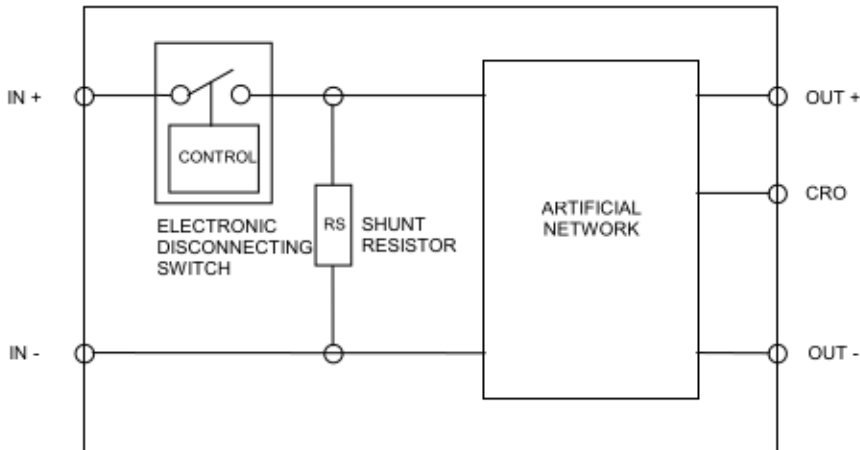 IN +
CONTROL
ELECTRONIC
DISCONNECTING
SWITCH
RS
SHUNT
RESISTOR
ARTIFICIAL
NETWORK
OUT +
CRO
IN -
OUT -